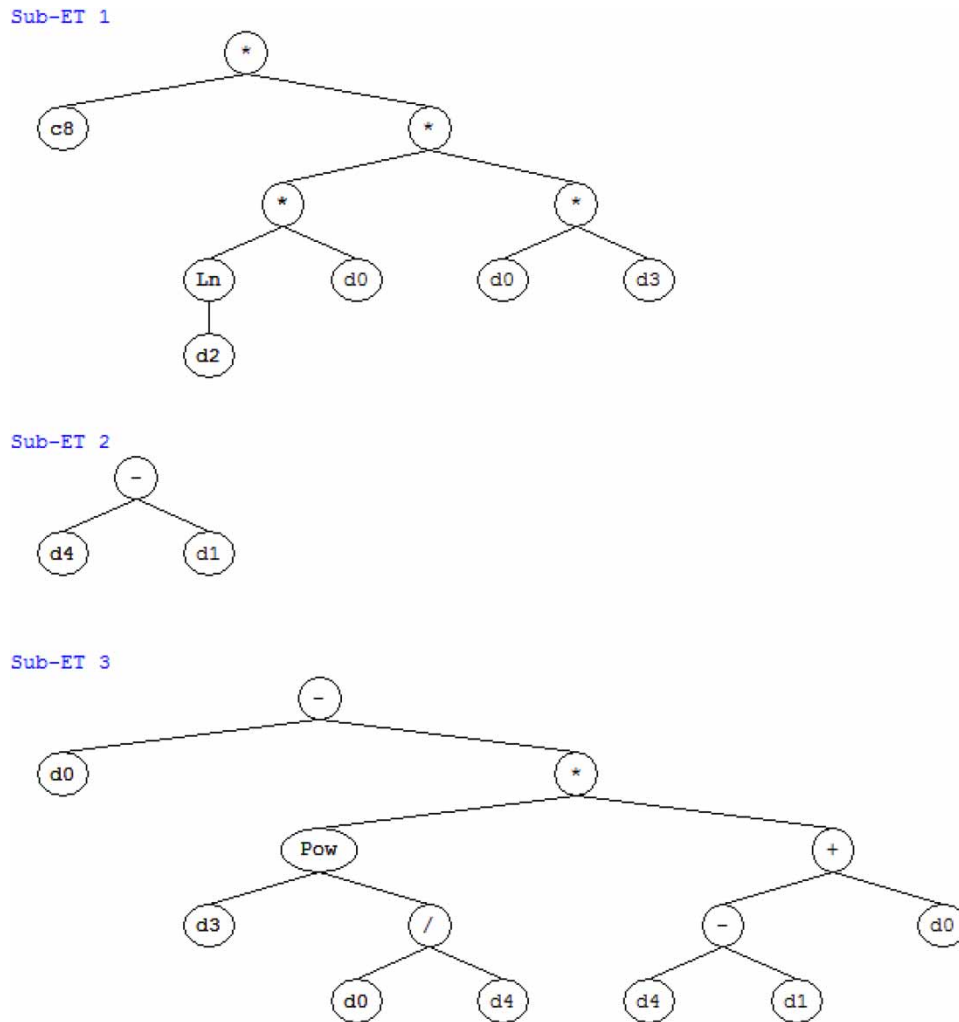 Sub-ET 1
*
c8 *
* *
Ln d0 d0 d3
d2
Sub-ET 2
-
d4 d1
Sub-ET 3
-
d0 *
Pow +
d3 / - d0
d0 d4 d4 d1